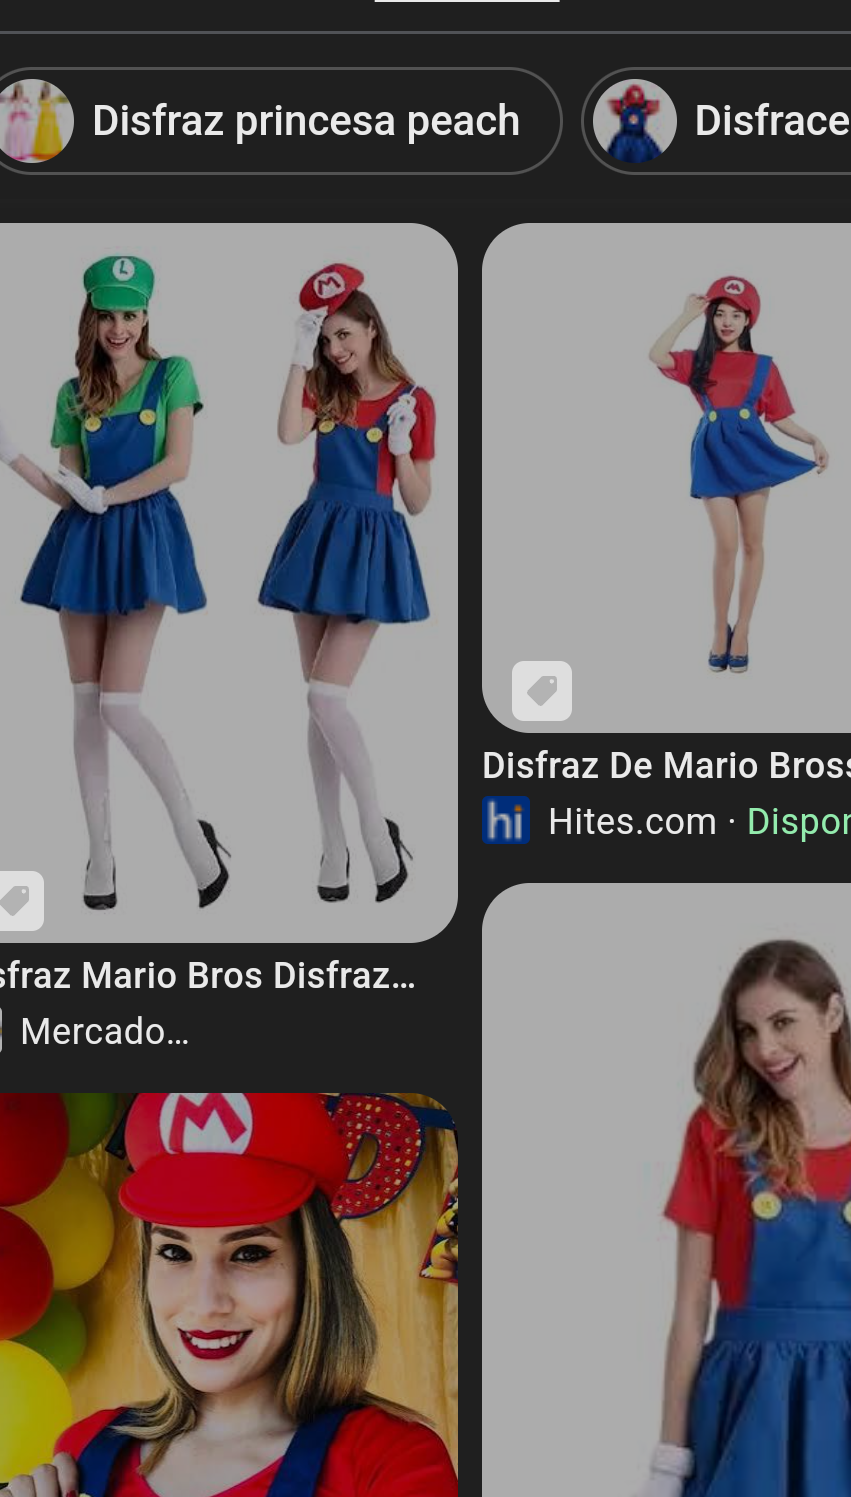 Disfraz princesa peach
Disfrace
L
M
M
sfraz Mario Bros Disfraz...
Mercado...
Disfraz De Mario Bross
hi Hites.com · Dispon
M
D